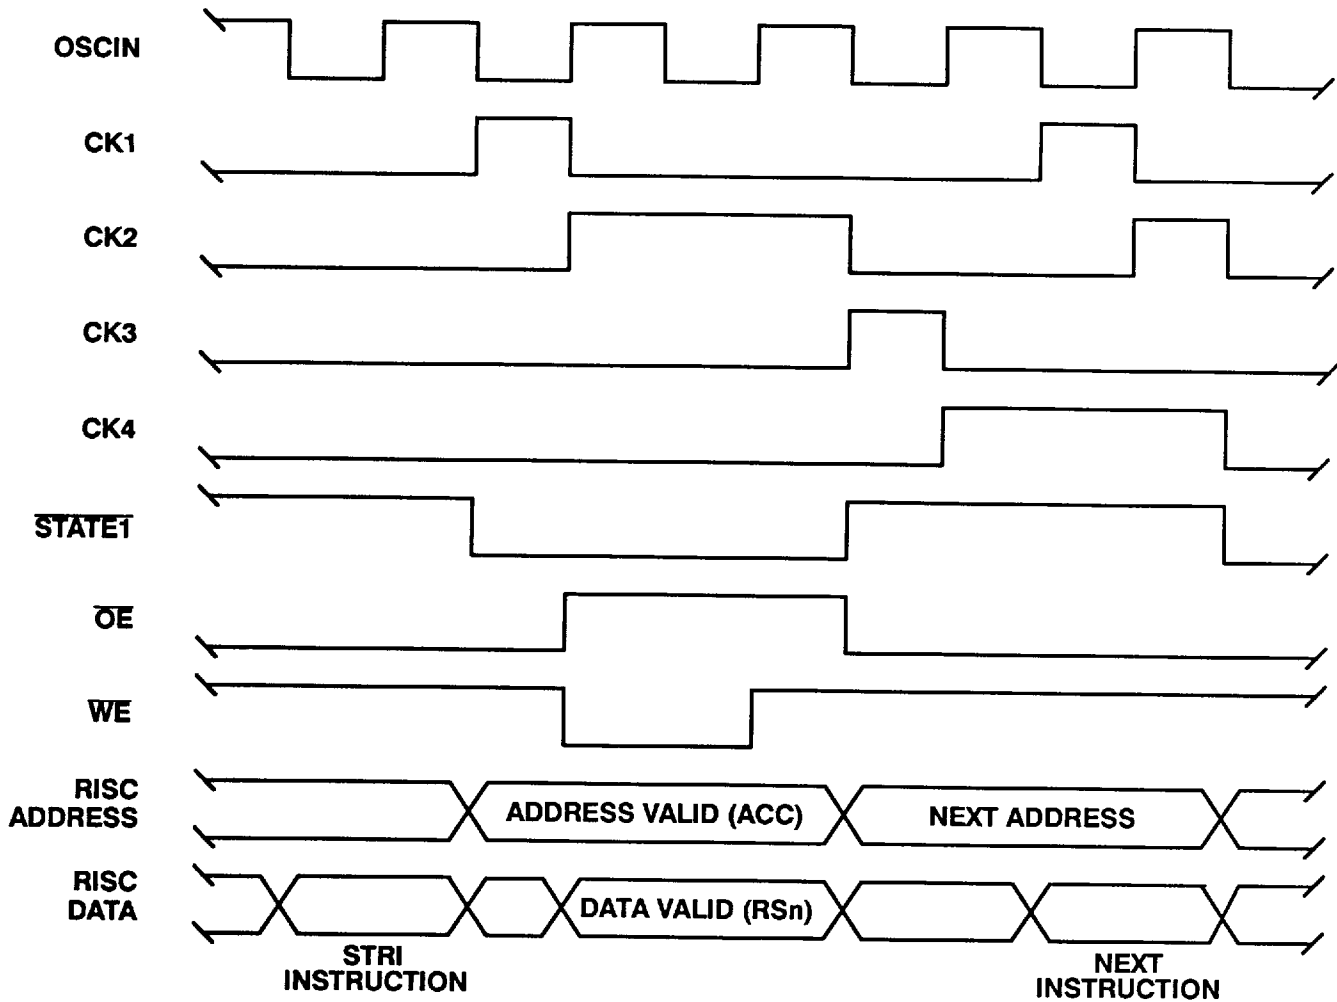 OSCIN
CK1
CK2
CK3
CK4
STATE1
OE
WE
RISC
ADDRESS
ADDRESS VALID (ACC)
NEXT ADDRESS
RISC
DATA
DATA VALID (RSn)
STRI
INSTRUCTION
NEXT
INSTRUCTION